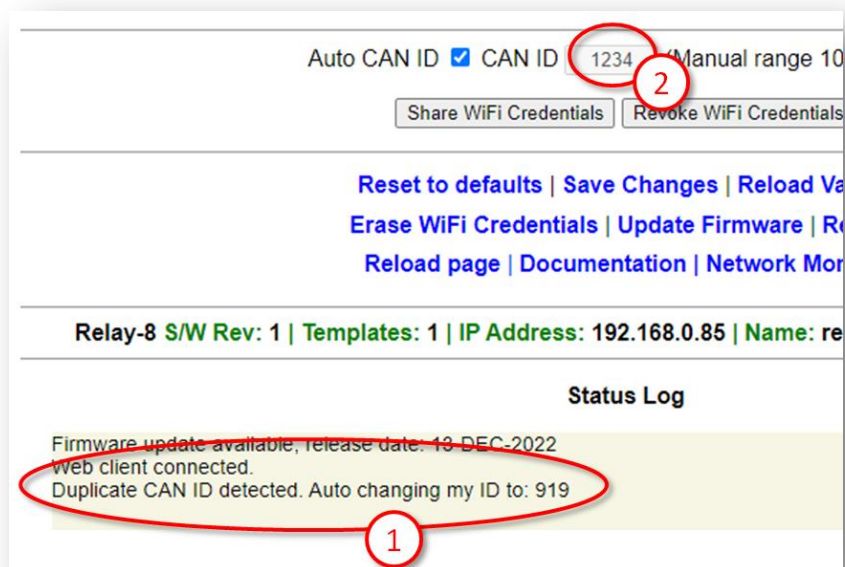 Auto CAN ID CAN ID 1234 (Manual range 10
2
Share WiFi Credentials Revoke WiFi Credentials
Reset to defaults | Save Changes | Reload Va
Erase WiFi Credentials | Update Firmware | Re
Reload page | Documentation | Network Mon
Relay-8 S/W Rev: 1 | Templates: 1 | IP Address: 192.168.0.85 | Name: re
Status Log
Firmware update available, release date: 13-DEC-2022
Web client connected.
Duplicate CAN ID detected. Auto changing my ID to: 919
1